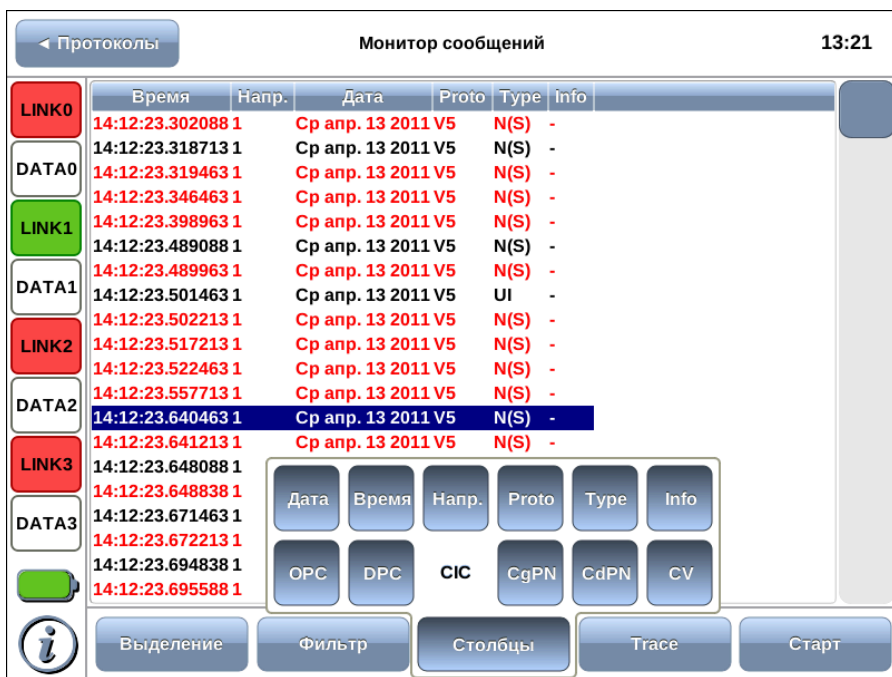 ◄ Протоколы Монитор сообщений 13:21
LINK0
DATA0
LINK1
DATA1
LINK2
DATA2
LINK3
DATA3
Время Напр. Дата Proto Type Info
14:12:23.302088 1 Ср апр. 13 2011 V5 N(S) -
14:12:23.318713 1 Ср апр. 13 2011 V5 N(S) -
14:12:23.319463 1 Ср апр. 13 2011 V5 N(S) -
14:12:23.346463 1 Ср апр. 13 2011 V5 N(S) -
14:12:23.398963 1 Ср апр. 13 2011 V5 N(S) -
14:12:23.489088 1 Ср апр. 13 2011 V5 N(S) -
14:12:23.489963 1 Ср апр. 13 2011 V5 N(S) -
14:12:23.501463 1 Ср апр. 13 2011 V5 UI -
14:12:23.502213 1 Ср апр. 13 2011 V5 N(S) -
14:12:23.517213 1 Ср апр. 13 2011 V5 N(S) -
14:12:23.522463 1 Ср апр. 13 2011 V5 N(S) -
14:12:23.557713 1 Ср апр. 13 2011 V5 N(S) -
14:12:23.640463 1 Ср апр. 13 2011 V5 N(S) -
14:12:23.641213 1 Ср апр. 13 2011 V5 N(S) -
14:12:23.648088 1
14:12:23.648838 1
14:12:23.671463 1
14:12:23.672213 1
14:12:23.694838 1
14:12:23.695588 1
Дата Время Напр. Proto Type Info
OPC DPC CIC CgPN CdPN CV
i
Выделение Фильтр Столбцы Trace Старт